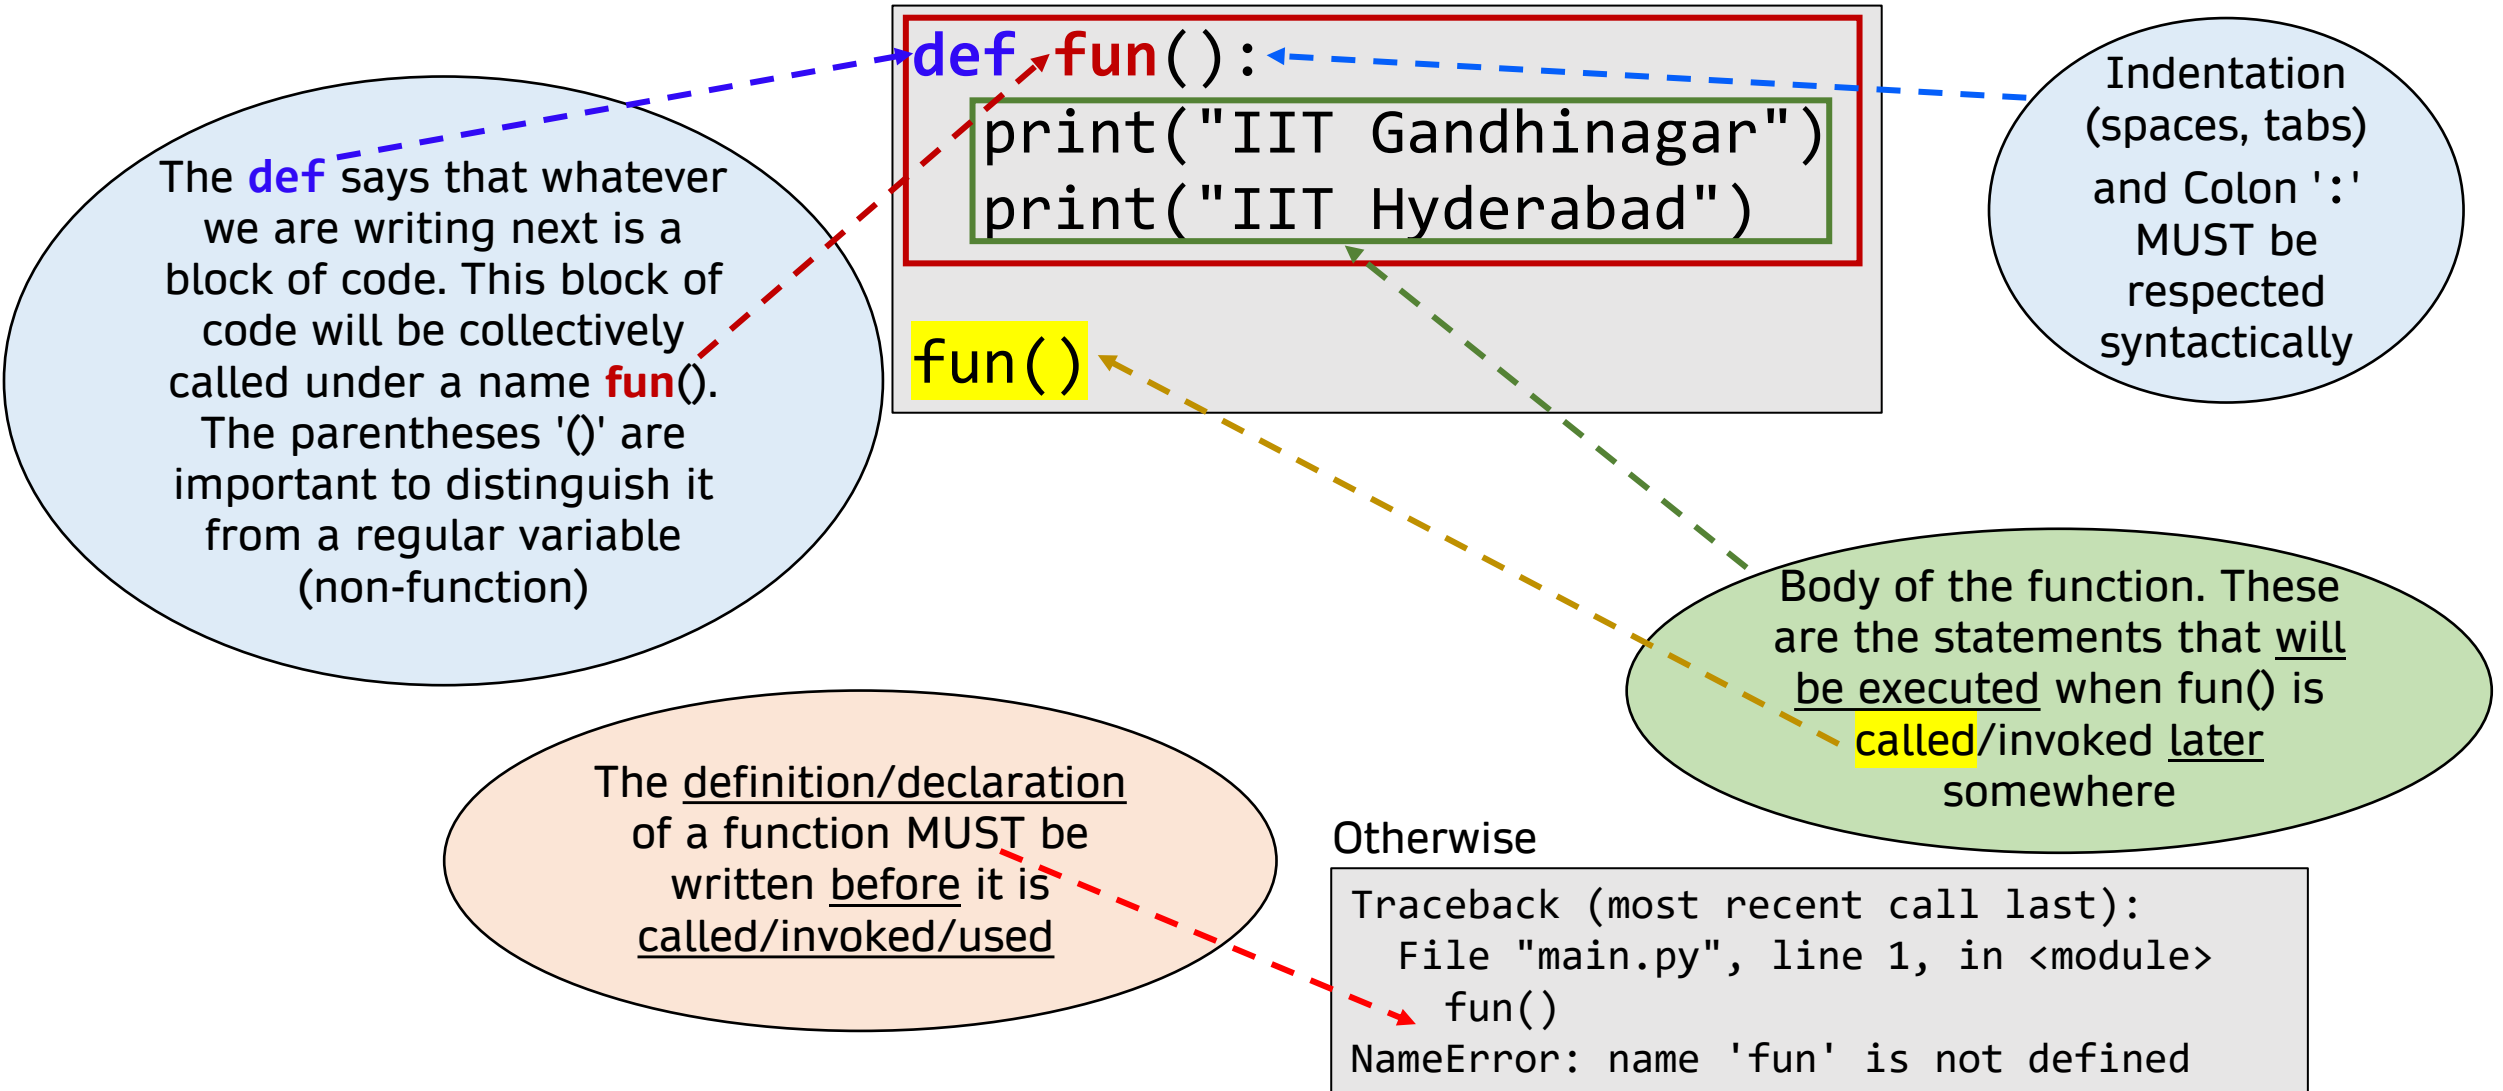 def fun():
print("IIT Gandhinagar")
print("IIT Hyderabad")
fun()
The def says that whatever
we are writing next is a
block of code. This block of
code will be collectively
called under a name fun().
The parentheses '()' are
important to distinguish it
from a regular variable
(non-function)
Indentation
(spaces, tabs)
and Colon ':'
MUST be
respected
syntactically
Body of the function. These
are the statements that will
be executed when fun() is
called/invoked later
somewhere
The definition/declaration
of a function MUST be
written before it is
called/invoked/used
Otherwise
Traceback (most recent call last):
File "main.py", line 1, in <module>
fun()
NameError: name 'fun' is not defined